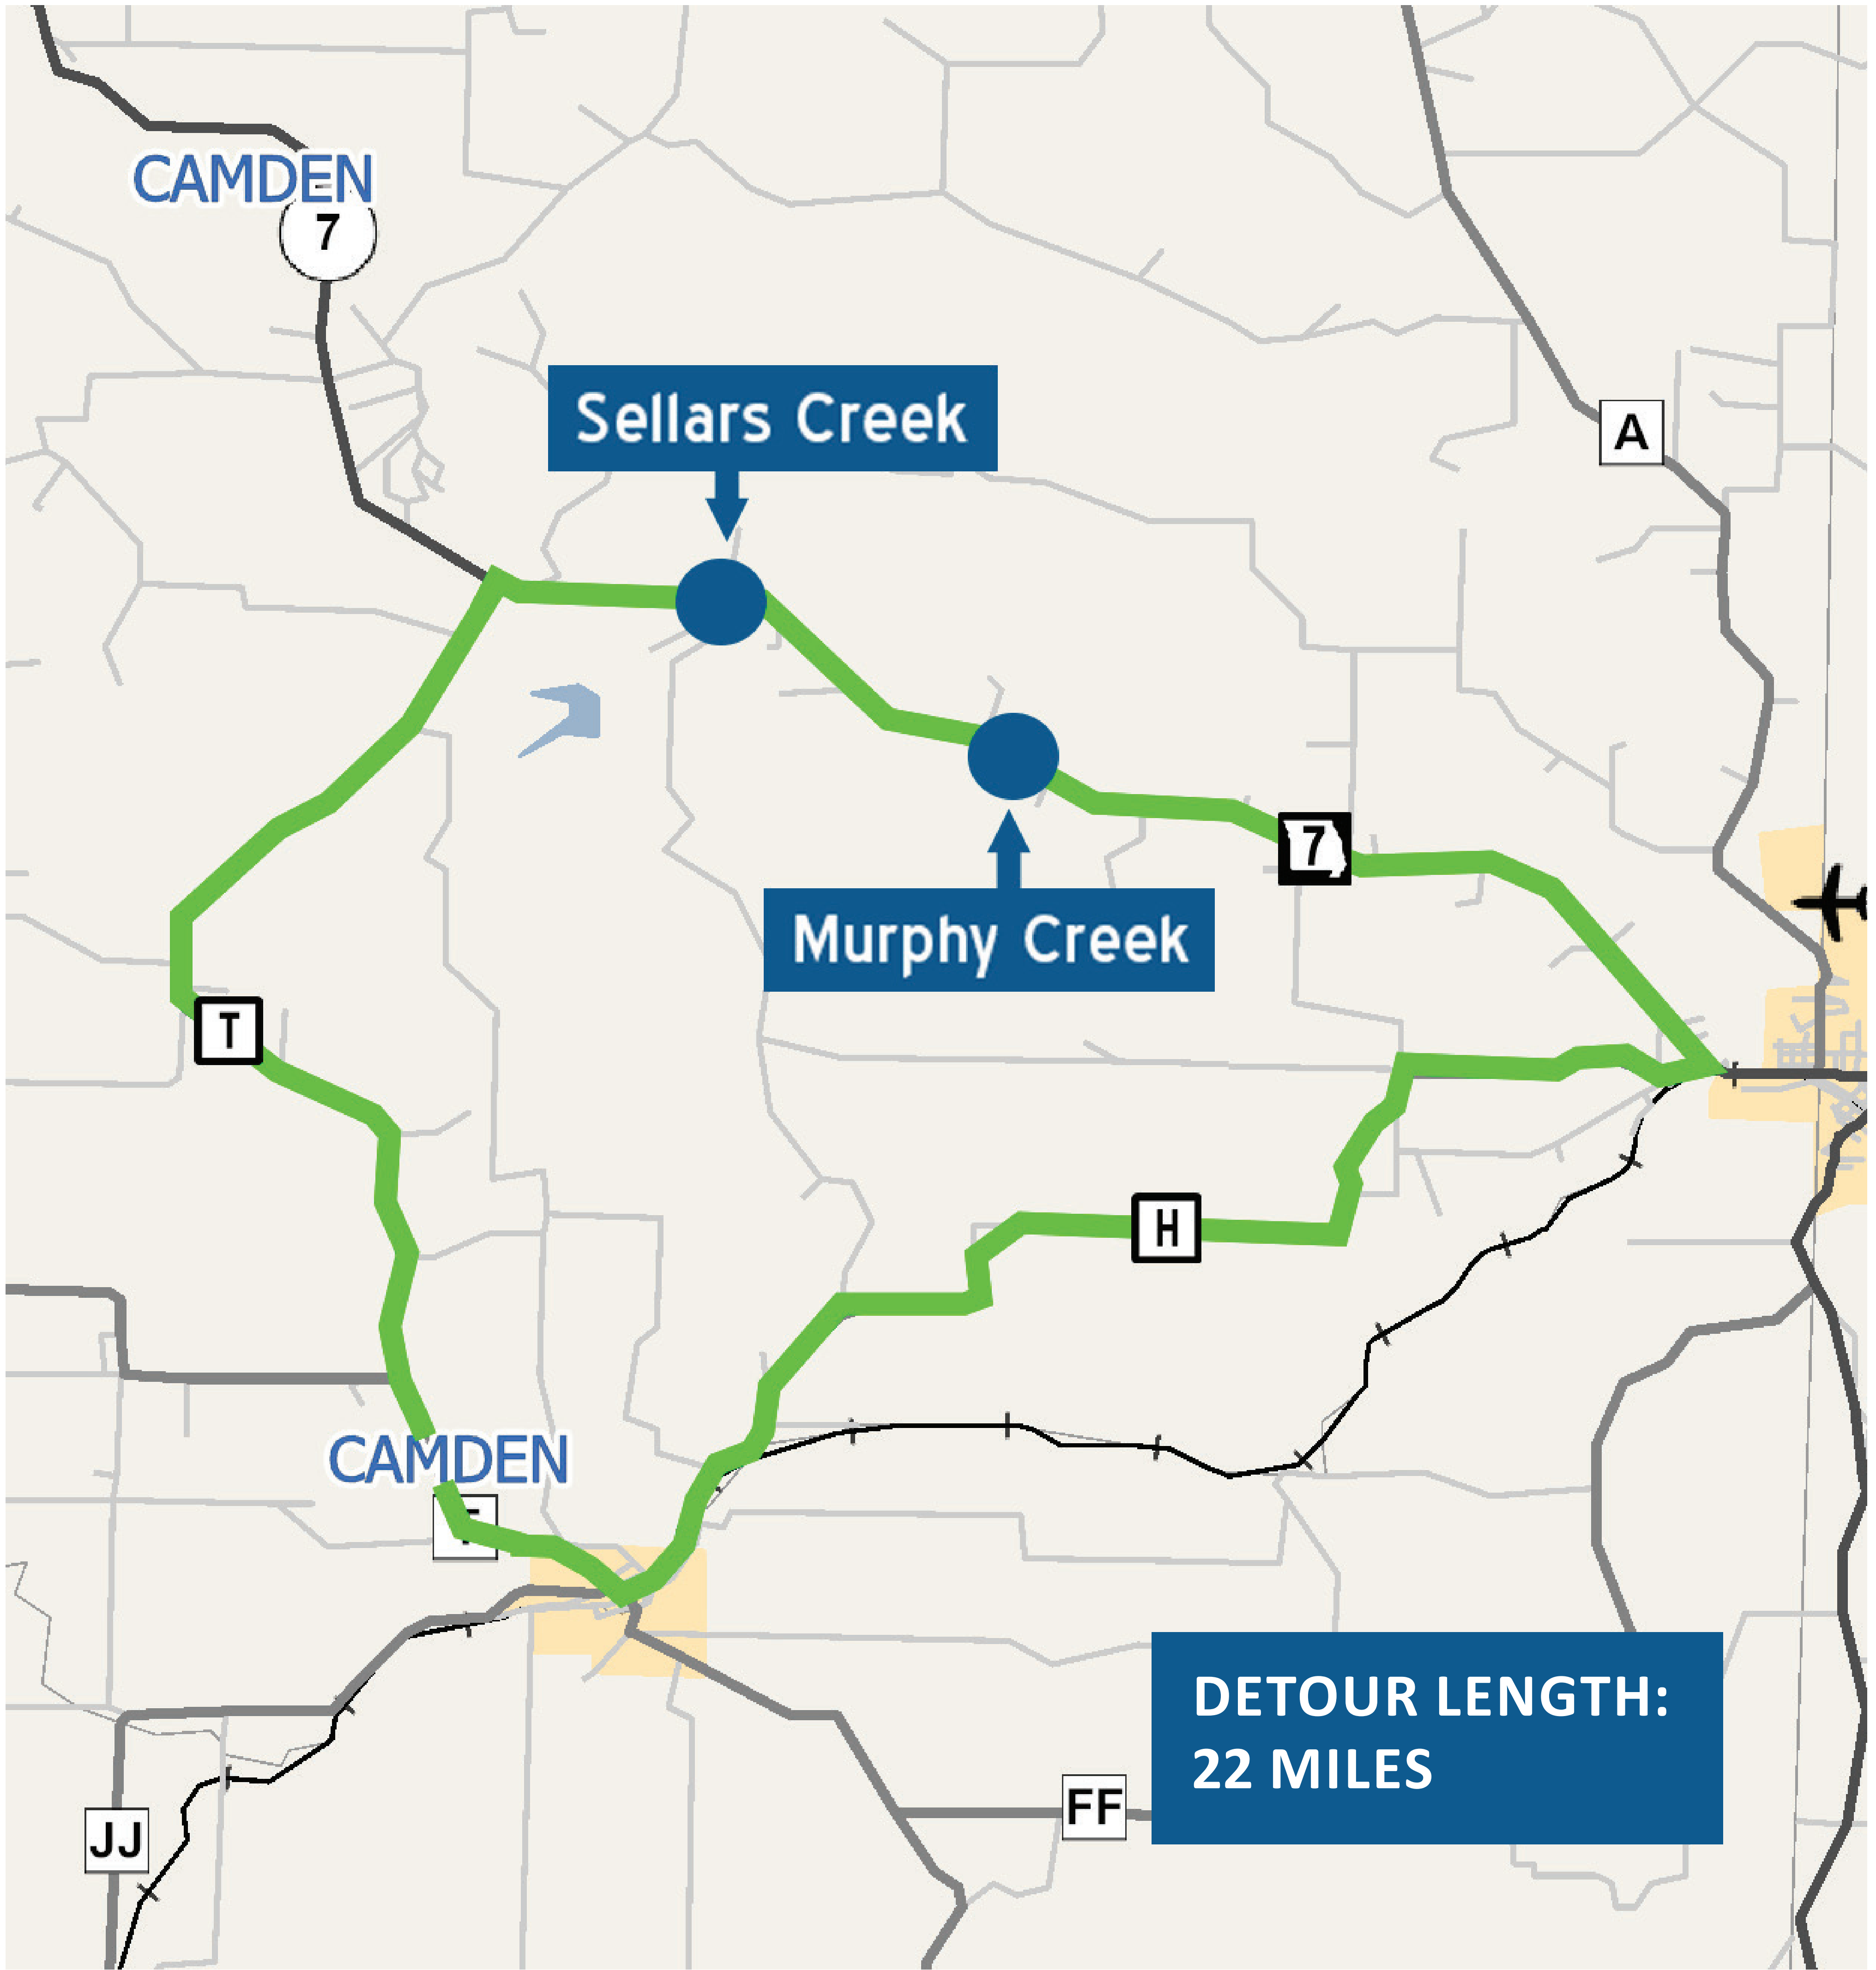 CAMDEN
7
Sellars Creek
A
7
Murphy Creek
T
H
CAMDEN
DETOUR LENGTH:
22 MILES
FF
JJ